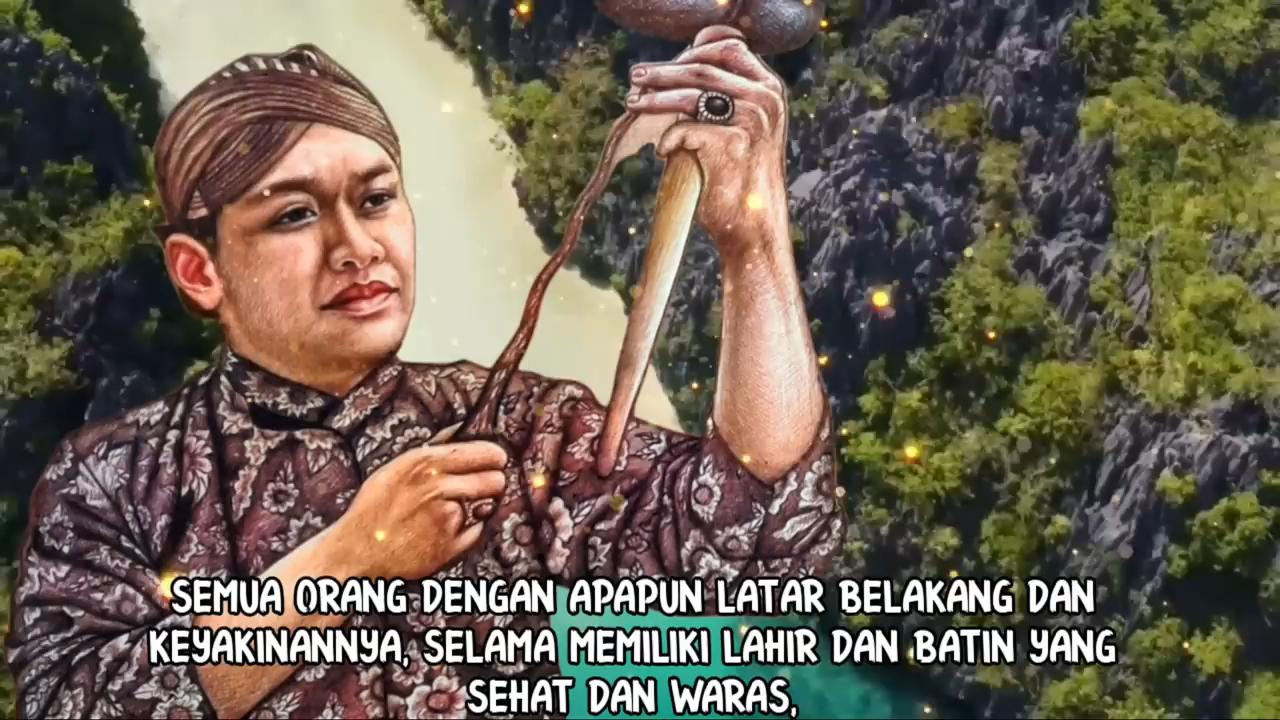 SEMUA ORANG DENGAN APAPUN LATAR BELAKANG DAN
KEYAKINANNYA, SELAMA MEMILIKI LAHIR DAN BATIN YANG
SEHAT DAN WARAS,